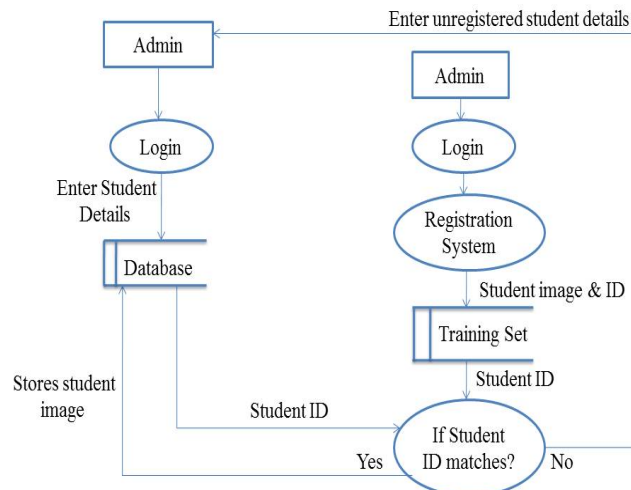 Enter unregistered student details
Admin
Admin
Login
Login
Enter Student
Details
Registration
System
Database
Student image & ID
Training Set
Stores student
image
Student ID
Student ID
If Student
ID matches?
Yes
No